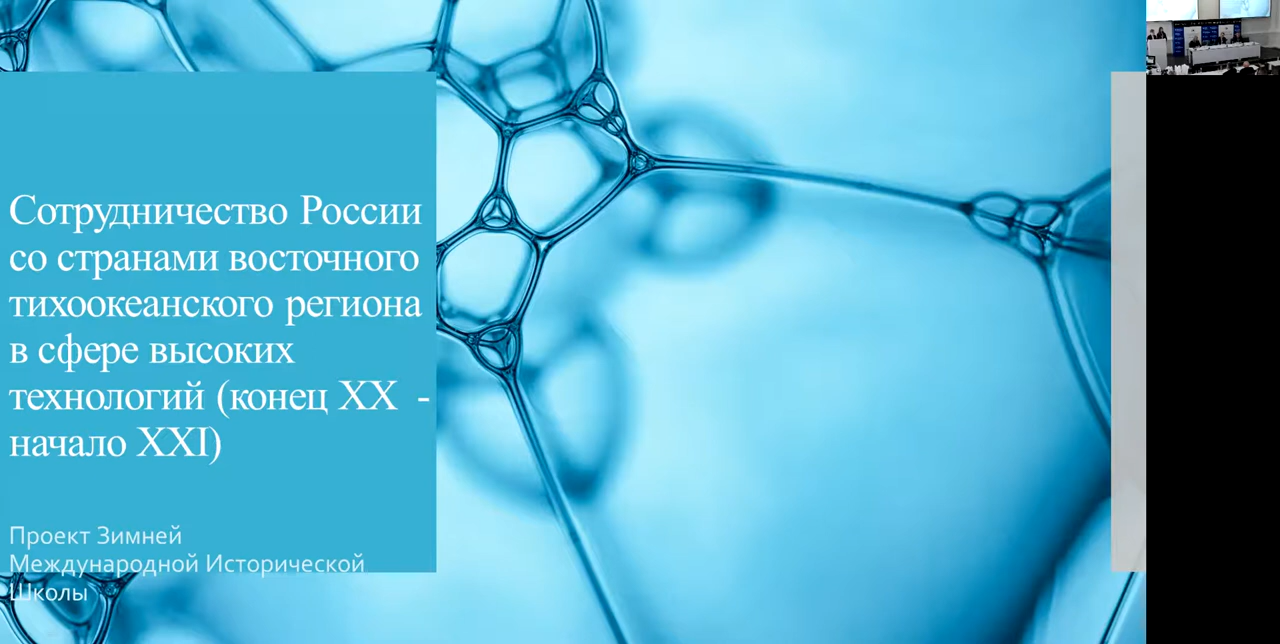 Сотрудничество России
со странами восточного
тихоокеанского региона
в сфере высоких
технологий (конец XX -
начало XXI)
Проект Зимней
Международной Исторической
Школы